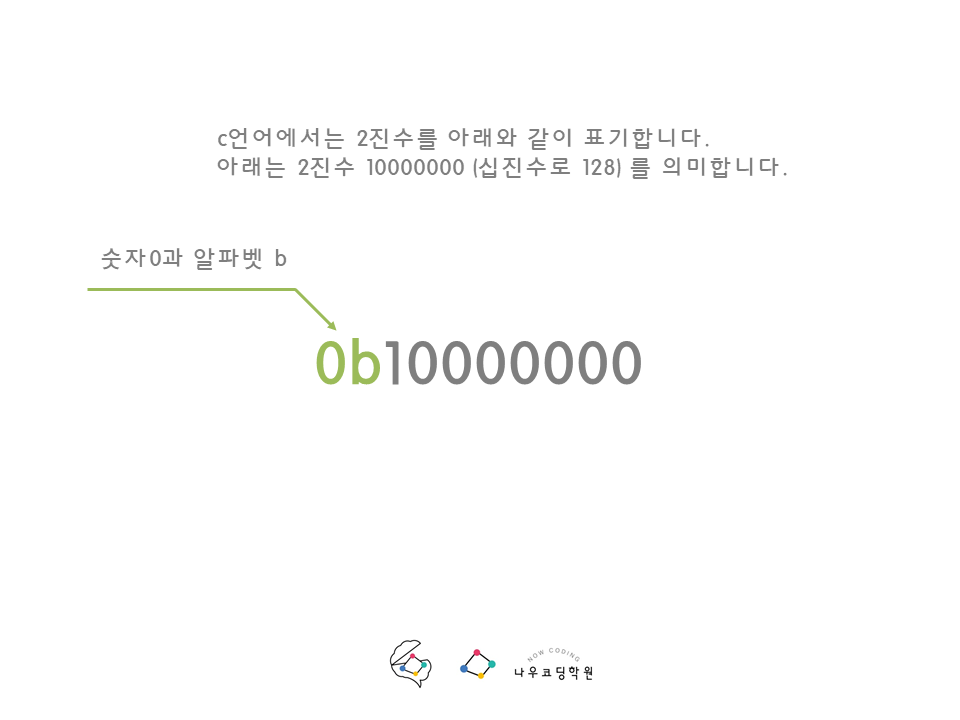 c언어에서는 2진수를 아래와 같이 표기합니다.
아래는 2진수 10000000 (십진수로 128) 를 의미합니다.
숫자0과 알파벳 b
0b10000000
NOW CODING
나우코딩학원